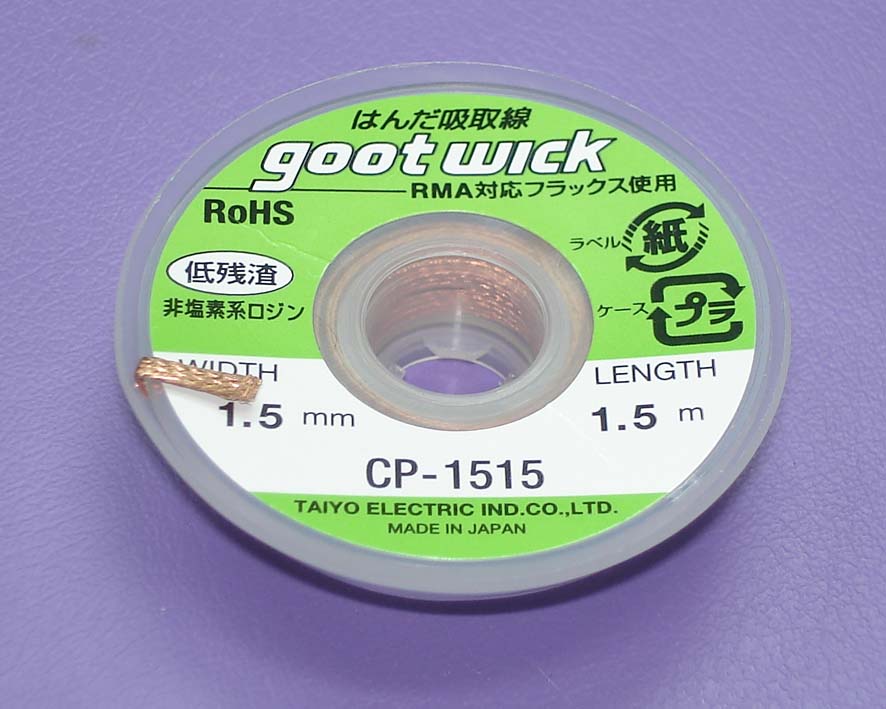 はんだ吸取線
goot wick
RMA対応フラックス使用
RoHS
ラベル 紙
低残渣
非塩素系ロジン
ケース プラ
WIDTH
1.5 mm
LENGTH
1.5 m
CP-1515
TAIYO ELECTRIC IND.CO.,LTD.
MADE IN JAPAN